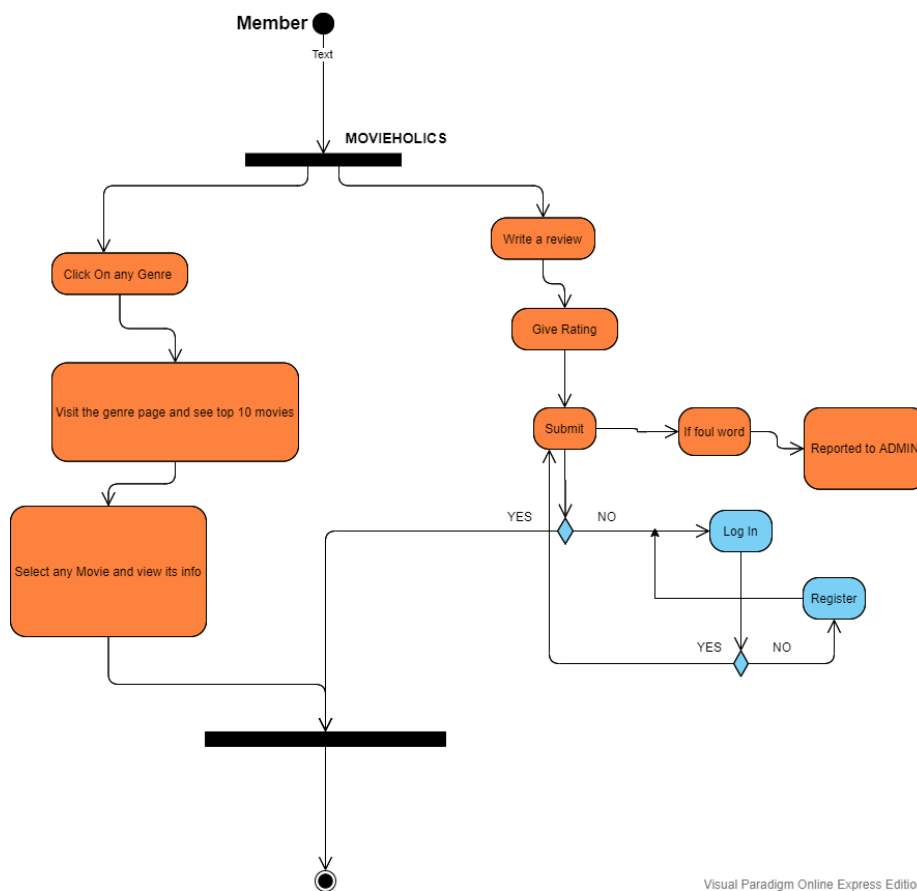 Member
Text
MOVIEHOLICS
Write a review
Click On any Genre
Give Rating
Visit the genre page and see top 10 movies
Submit
If foul word
Reported to ADMIN
YES
NO
Log In
Select any Movie and view its info
Register
YES
NO
Visual Paradigm Online Express Editio